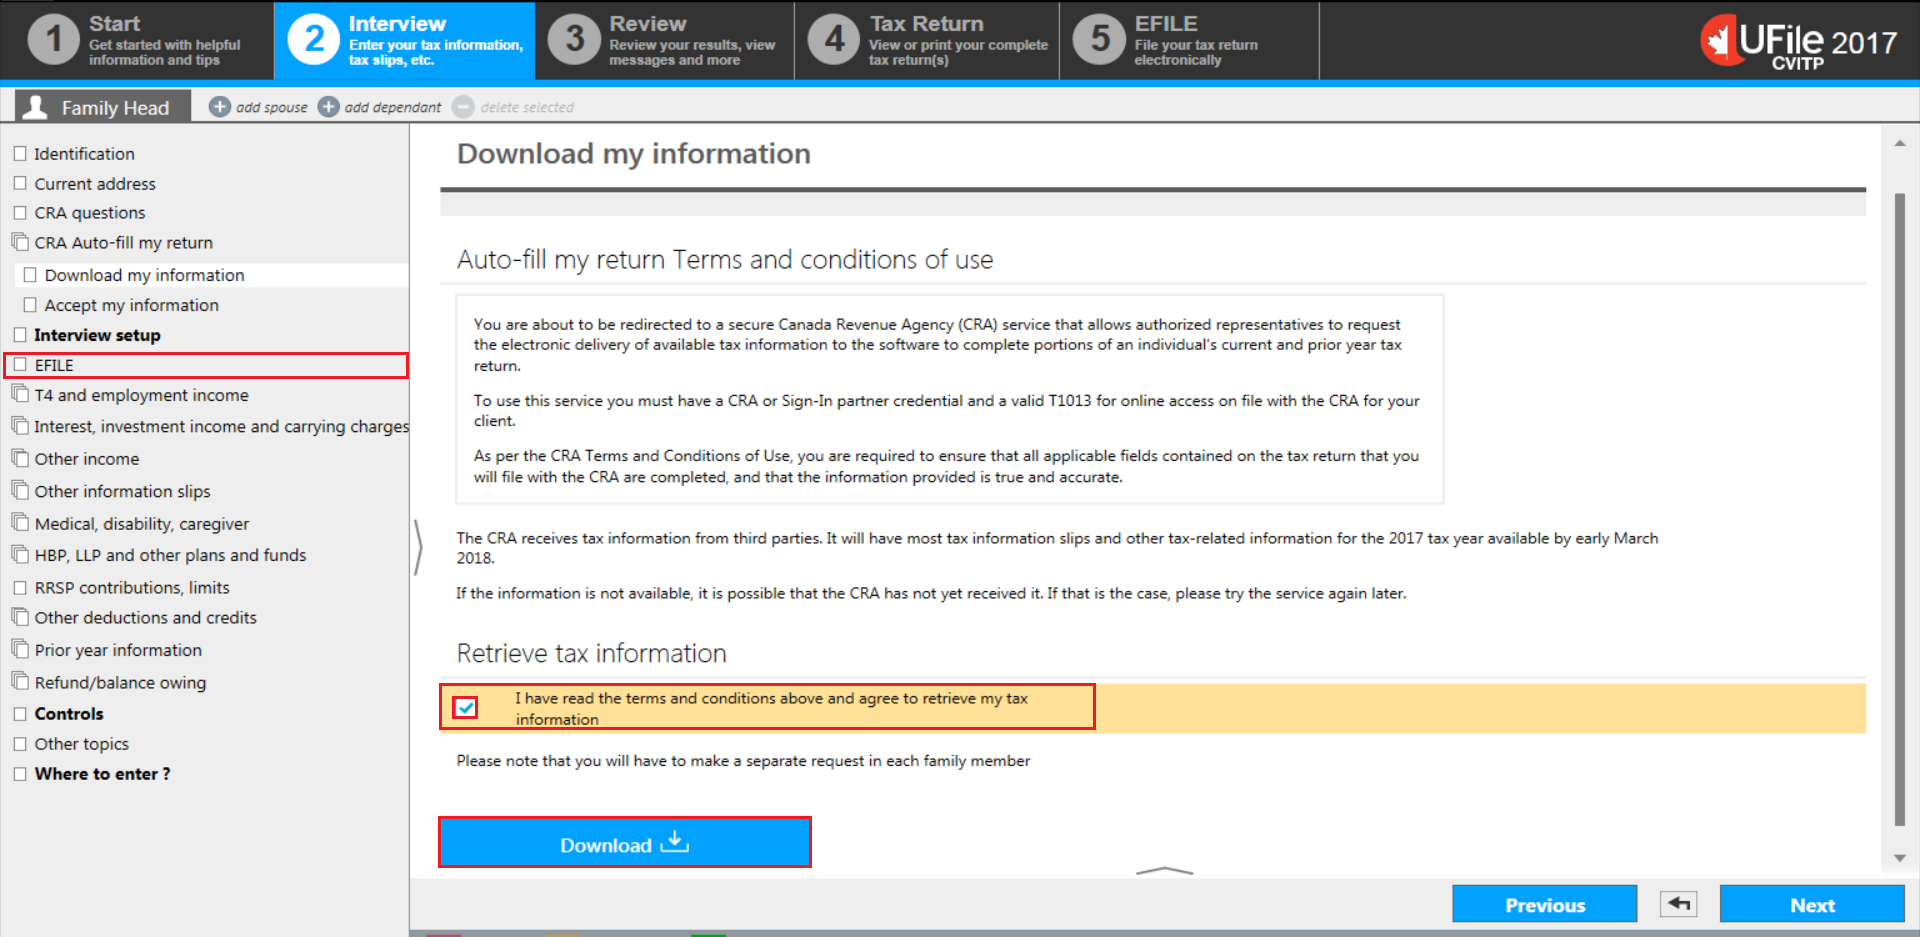 1 Start
Get started with helpful
information and tips
2 Interview
Enter your tax information,
tax slips, etc.
3 Review
Review your results, view
messages and more
4 Tax Return
View or print your complete
tax return(s)
5 EFILE
File your tax return
electronically
UFile 2017
CVITP
Family Head
add spouse
add dependant
delete selected
Identification
Current address
CRA questions
CRA Auto-fill my return
Download my information
Accept my information
Interview setup
EFILE
T4 and employment income
Interest, investment income and carrying charges
Other income
Other information slips
Medical, disability, caregiver
HBP, LLP and other plans and funds
RRSP contributions, limits
Other deductions and credits
Prior year information
Refund/balance owing
Controls
Other topics
Where to enter ?
Download my information
Auto-fill my return Terms and conditions of use
You are about to be redirected to a secure Canada Revenue Agency (CRA) service that allows authorized representatives to request
the electronic delivery of available tax information to the software to complete portions of an individual's current and prior year tax
return.
To use this service you must have a CRA or Sign-In partner credential and a valid T1013 for online access on file with the CRA for your
client.
As per the CRA Terms and Conditions of Use, you are required to ensure that all applicable fields contained on the tax return that you
will file with the CRA are completed, and that the information provided is true and accurate.
The CRA receives tax information from third parties. It will have most tax information slips and other tax-related information for the 2017 tax year available by early March
2018.
If the information is not available, it is possible that the CRA has not yet received it. If that is the case, please try the service again later.
Retrieve tax information
I have read the terms and conditions above and agree to retrieve my tax
information
Please note that you will have to make a separate request in each family member
Download
Previous
Next